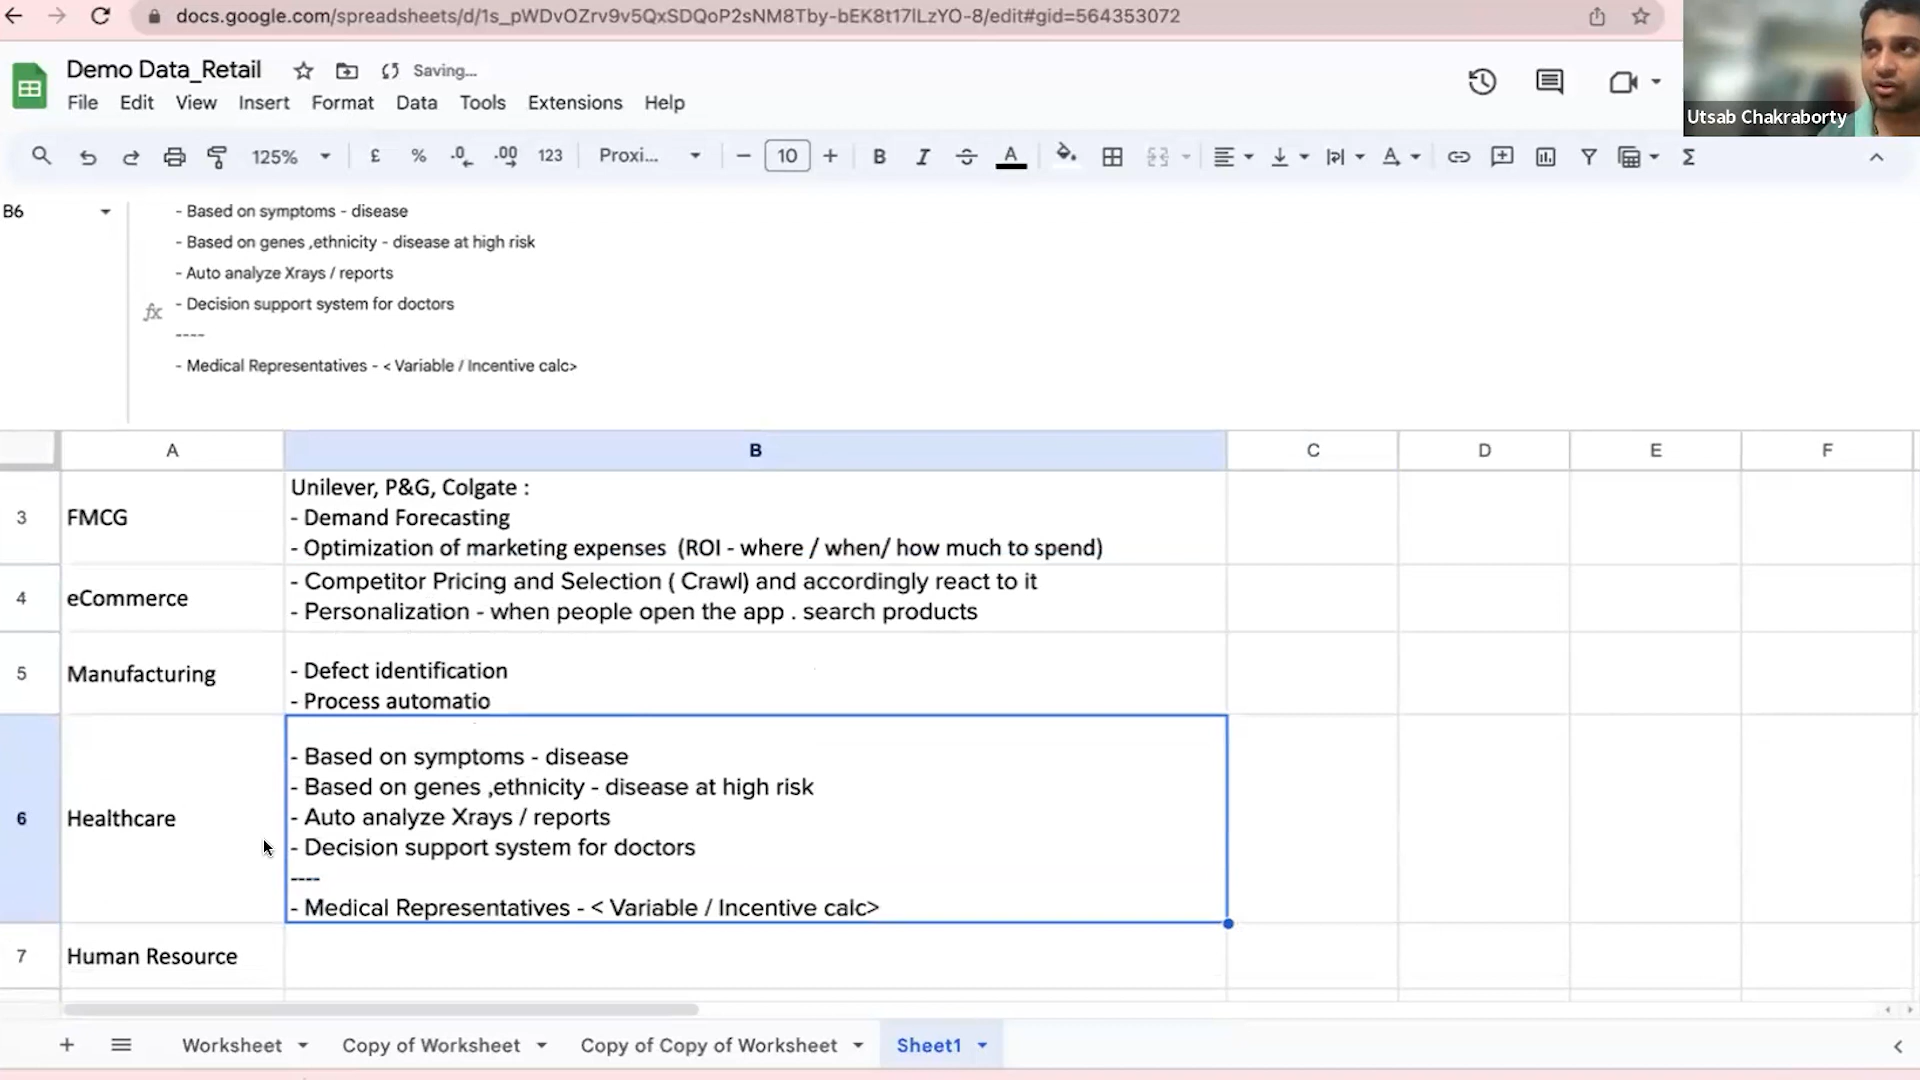 docs.google.com/spreadsheets/d/1s_pWDvOZrv9v5QxSDQoP2sNM8Tby-bEK8t17lLzYO-8/edit#gid=564353072
Demo Data_Retail Saving...
File Edit View Insert Format Data Tools Extensions Help
Utsab Chakraborty
125% £ % .0 .00 123 Proxi... 10 B I A
B6
- Based on symptoms - disease
- Based on genes ,ethnicity - disease at high risk
- Auto analyze Xrays / reports
fx
- Decision support system for doctors
----
- Medical Representatives - < Variable / Incentive calc>
A B C D E F
3 FMCG
Unilever, P&G, Colgate :
- Demand Forecasting
- Optimization of marketing expenses (ROI - where / when/ how much to spend)
4 eCommerce
- Competitor Pricing and Selection ( Crawl) and accordingly react to it
- Personalization - when people open the app . search products
5 Manufacturing
- Defect identification
- Process automatio
6 Healthcare
- Based on symptoms - disease
- Based on genes ,ethnicity - disease at high risk
- Auto analyze Xrays / reports
- Decision support system for doctors
----
- Medical Representatives - < Variable / Incentive calc>
7 Human Resource
Worksheet Copy of Worksheet Copy of Copy of Worksheet Sheet1